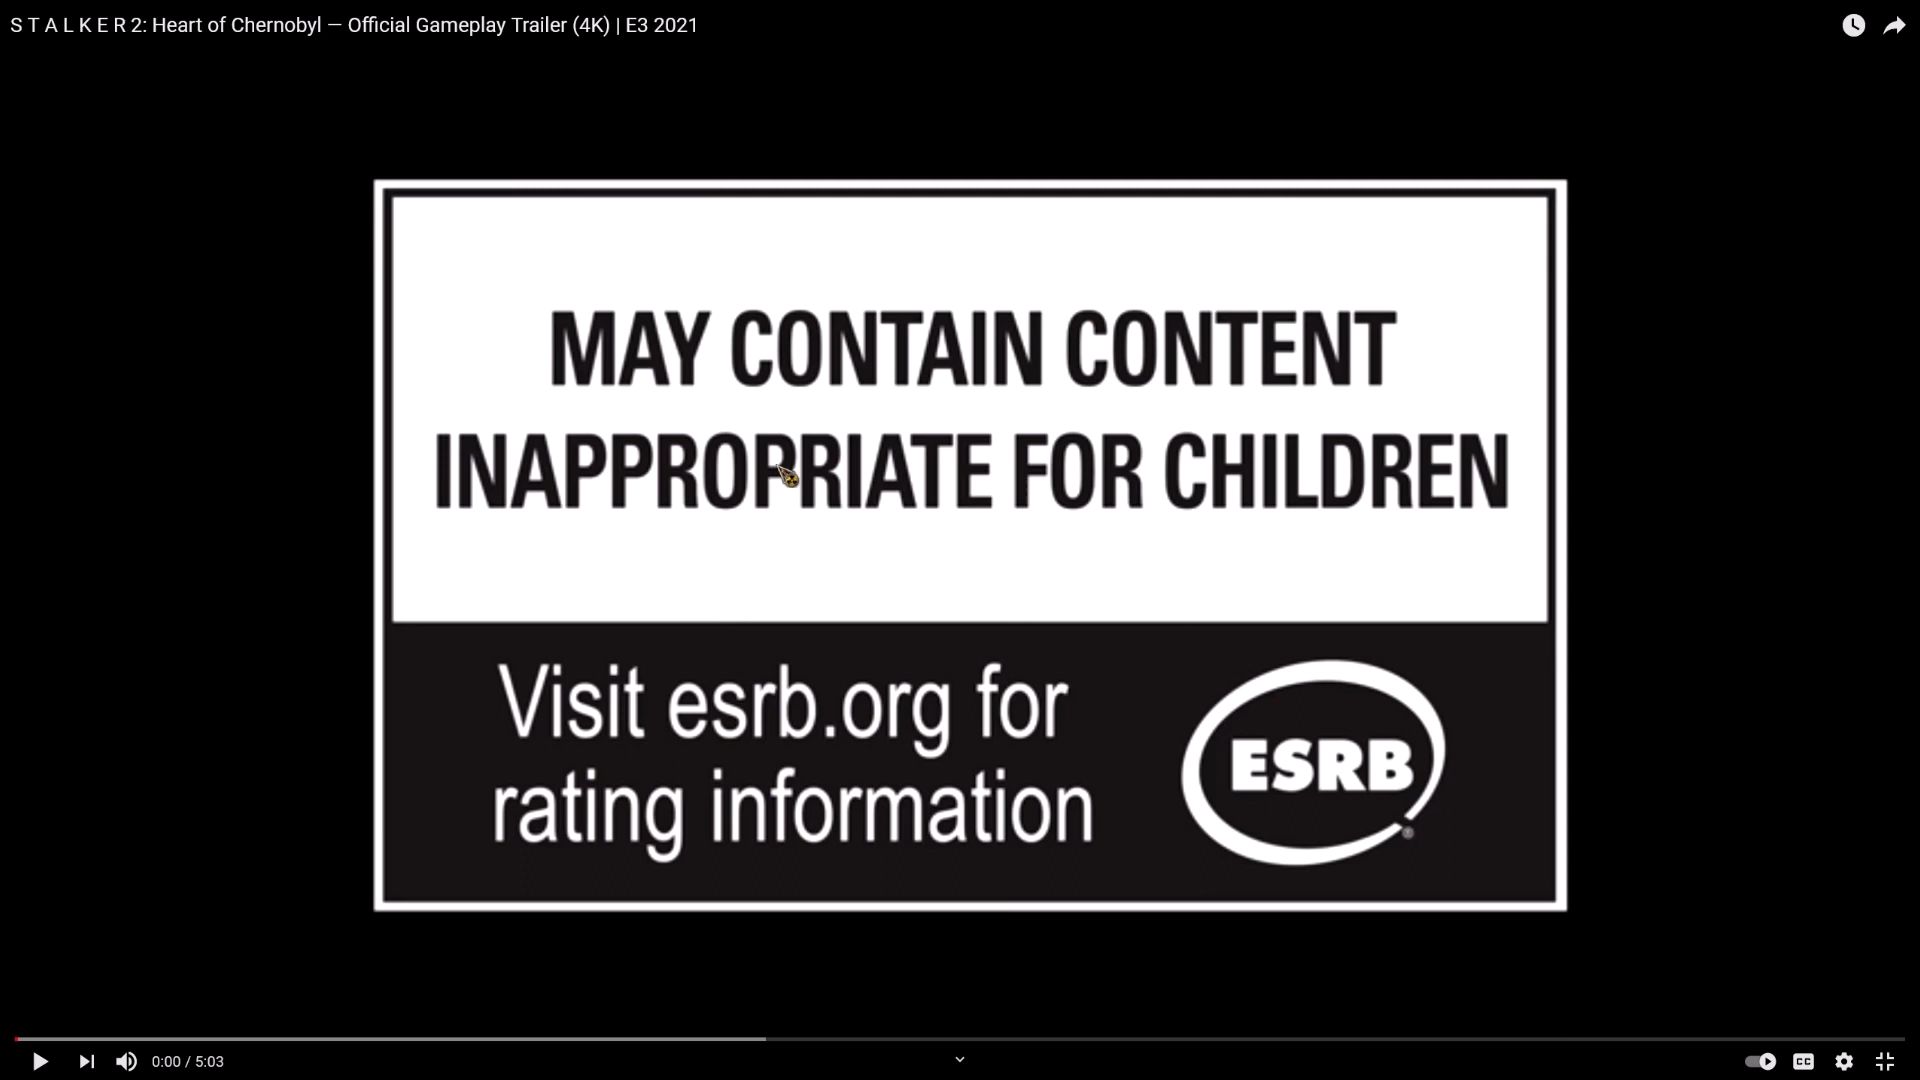 S T A L K E R 2: Heart of Chernobyl — Official Gameplay Trailer (4K) | E3 2021
MAY CONTAIN CONTENT
INAPPROPRIATE FOR CHILDREN
Visit esrb.org for
rating information
ESRB
®
0:00 / 5:03
CC